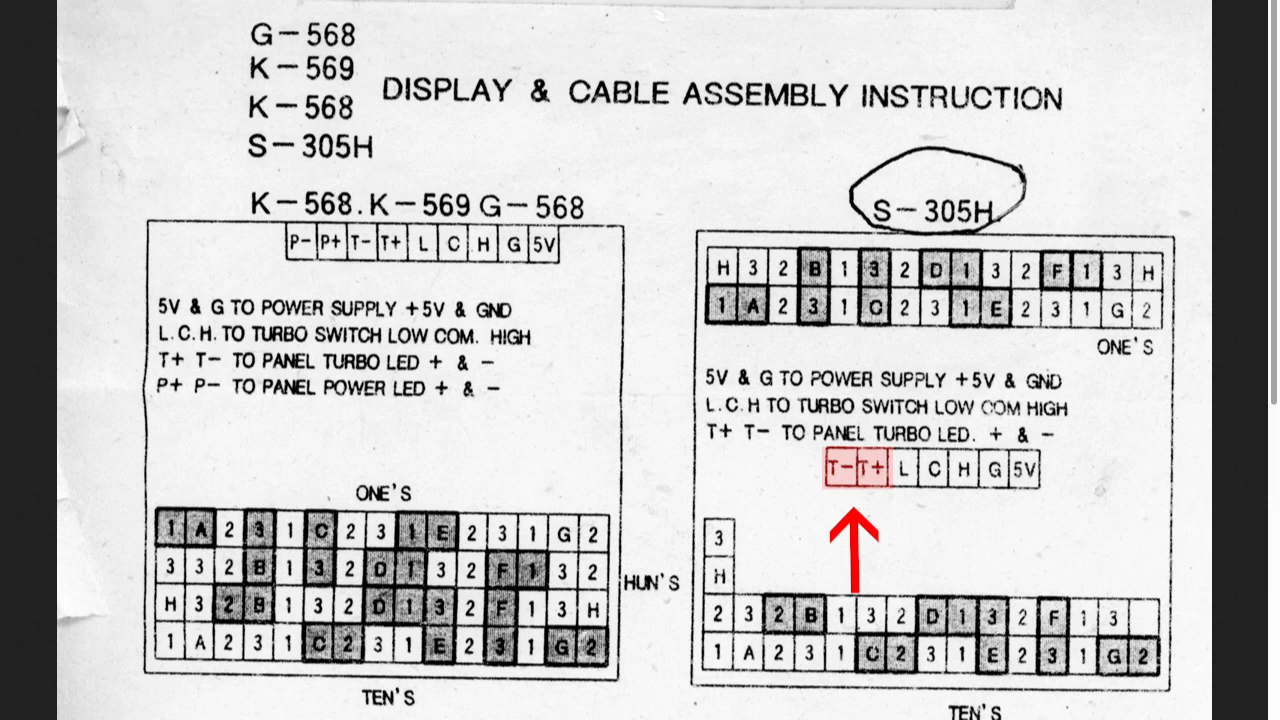 G-568
K-569
K-568
S-305H
DISPLAY & CABLE ASSEMBLY INSTRUCTION
K-568. K-569 G-568
P- P+ T- T+ L C H G 5V
5V & G TO POWER SUPPLY +5V & GND
L.C.H. TO TURBO SWITCH LOW COM. HIGH
T+ T- TO PANEL TURBO LED + & -
P+ P- TO PANEL POWER LED + & -
ONE'S
1 A 2 3 1 C 2 3 1 E 2 3 1 G 2
3 3 2 B 1 3 2 D 1 3 2 F 1 3 2
HUN'S
H 3 2 B 1 3 2 D 1 3 2 F 1 3 H
1 A 2 3 1 C 2 3 1 E 2 3 1 G 2
TEN'S
S-305H
H 3 2 B 1 3 2 D 1 3 2 F 1 3 H
1 A 2 3 1 C 2 3 1 E 2 3 1 G 2
ONE'S
5V & G TO POWER SUPPLY +5V & GND
L.C.H TO TURBO SWITCH LOW COM HIGH
T+ T- TO PANEL TURBO LED. + & -
T- T+ L C H G 5V
3
H
2 3 2 B 1 3 2 D 1 3 2 F 1 3
1 A 2 3 1 C 2 3 1 E 2 3 1 G 2
TEN'S